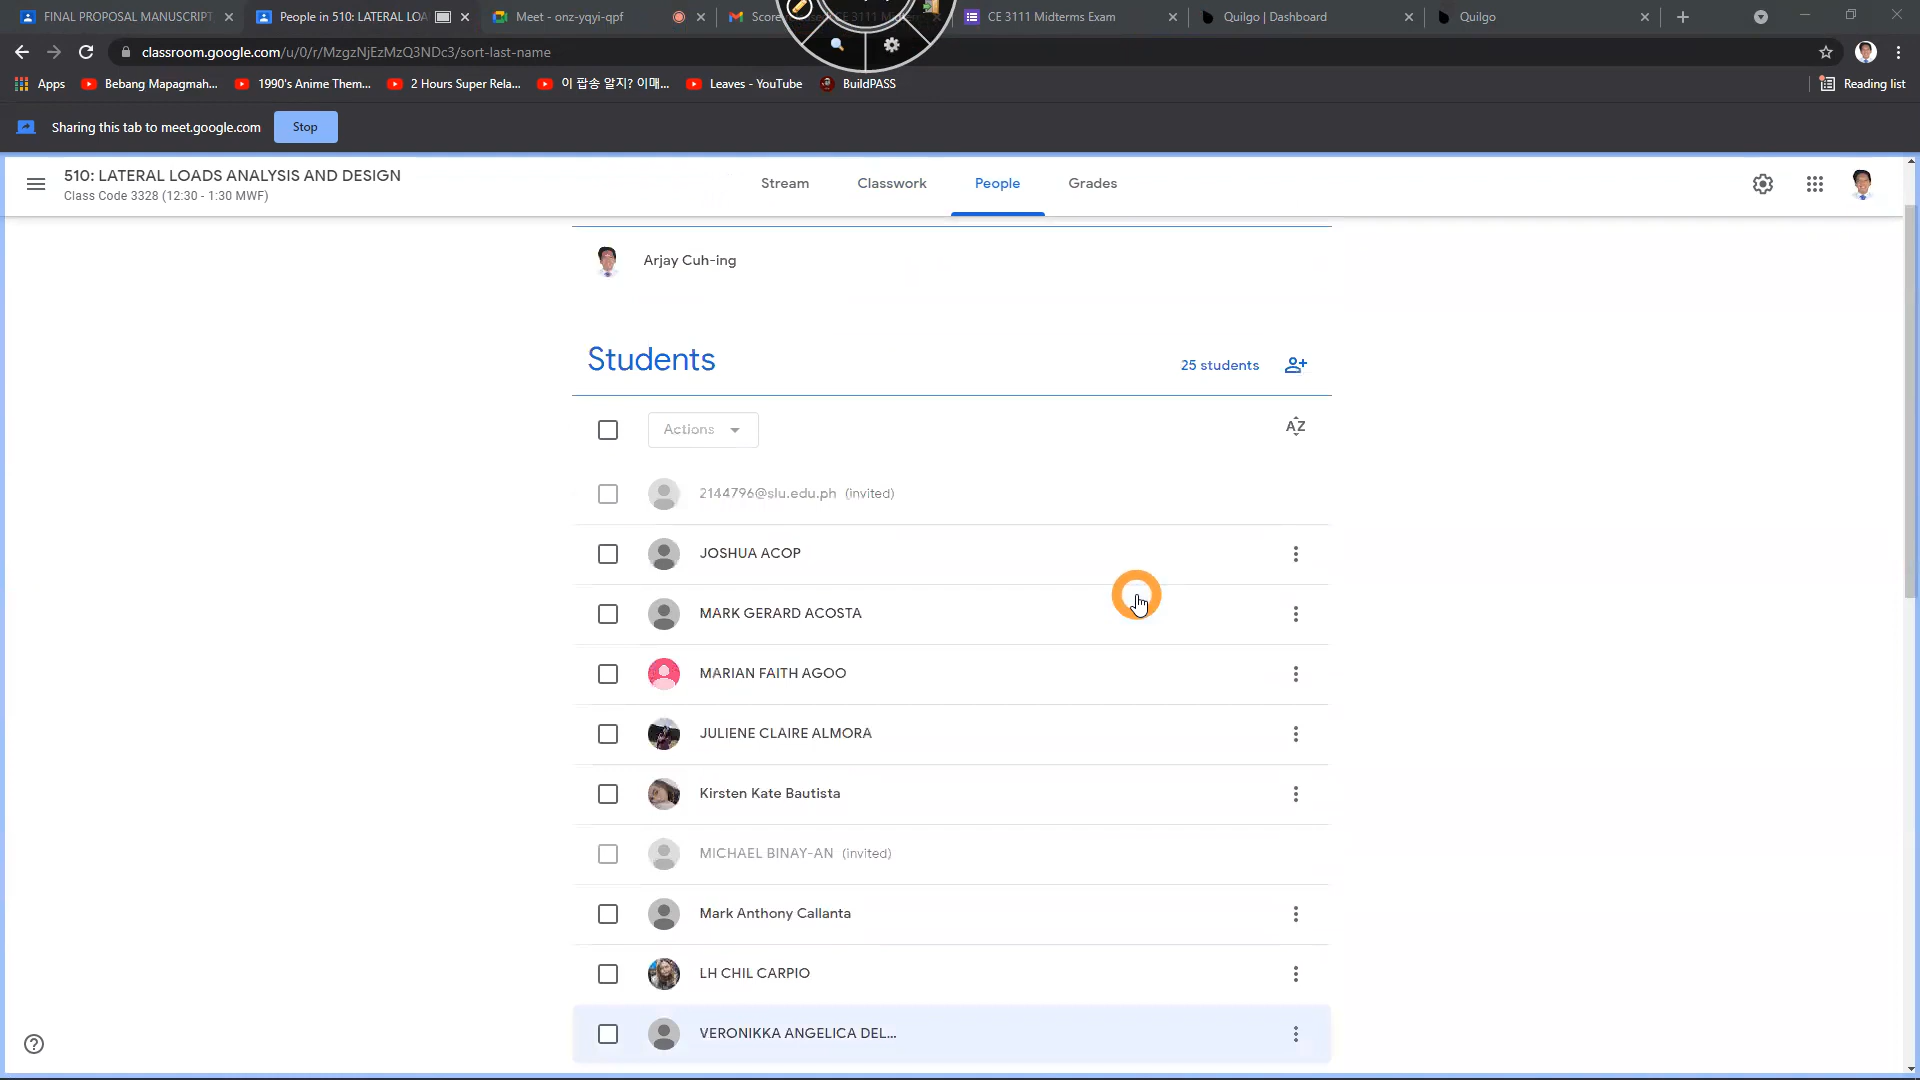 FINAL PROPOSAL MANUSCRIPT
People in 510: LATERAL LOA
Meet - onz-yqyi-qpf
Score
CE 3111 Midterms Exam
Quilgo | Dashboard
Quilgo
classroom.google.com/u/0/r/MzgzNjEzMzQ3NDc3/sort-last-name
Apps
Bebang Mapagmah...
1990's Anime Them...
2 Hours Super Rela...
이 팝송 알지? 이매...
Leaves - YouTube
BuildPASS
Reading list
Sharing this tab to meet.google.com
Stop
510: LATERAL LOADS ANALYSIS AND DESIGN
Class Code 3328 (12:30 - 1:30 MWF)
Stream
Classwork
People
Grades
Arjay Cuh-ing
Students
25 students
Actions
AZ
2144796@slu.edu.ph (invited)
JOSHUA ACOP
MARK GERARD ACOSTA
MARIAN FAITH AGOO
JULIENE CLAIRE ALMORA
Kirsten Kate Bautista
MICHAEL BINAY-AN (invited)
Mark Anthony Callanta
LH CHIL CARPIO
VERONIKKA ANGELICA DEL...